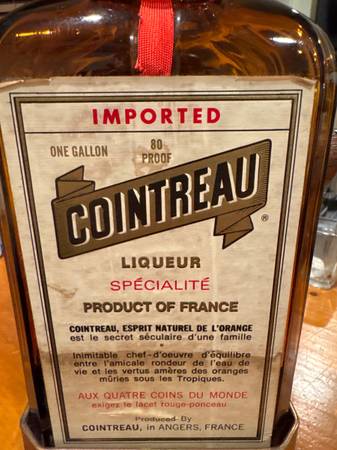 IMPORTED
ONE GALLON
80
PROOF
COINTREAU
®
LIQUEUR
SPÉCIALITÉ
PRODUCT OF FRANCE
COINTREAU, ESPRIT NATUREL DE L'ORANGE
est le secret séculaire d'une famille
•
Inimitable chef-d'oeuvre d'équilibre
entre l'amicale rondeur de l'eau de
vie et les vertus amères des oranges
mûries sous les Tropiques.
AUX QUATRE COINS DU MONDE
exigez le lacet rouge-ponceau
Produced By
COINTREAU, in ANGERS, FRANCE